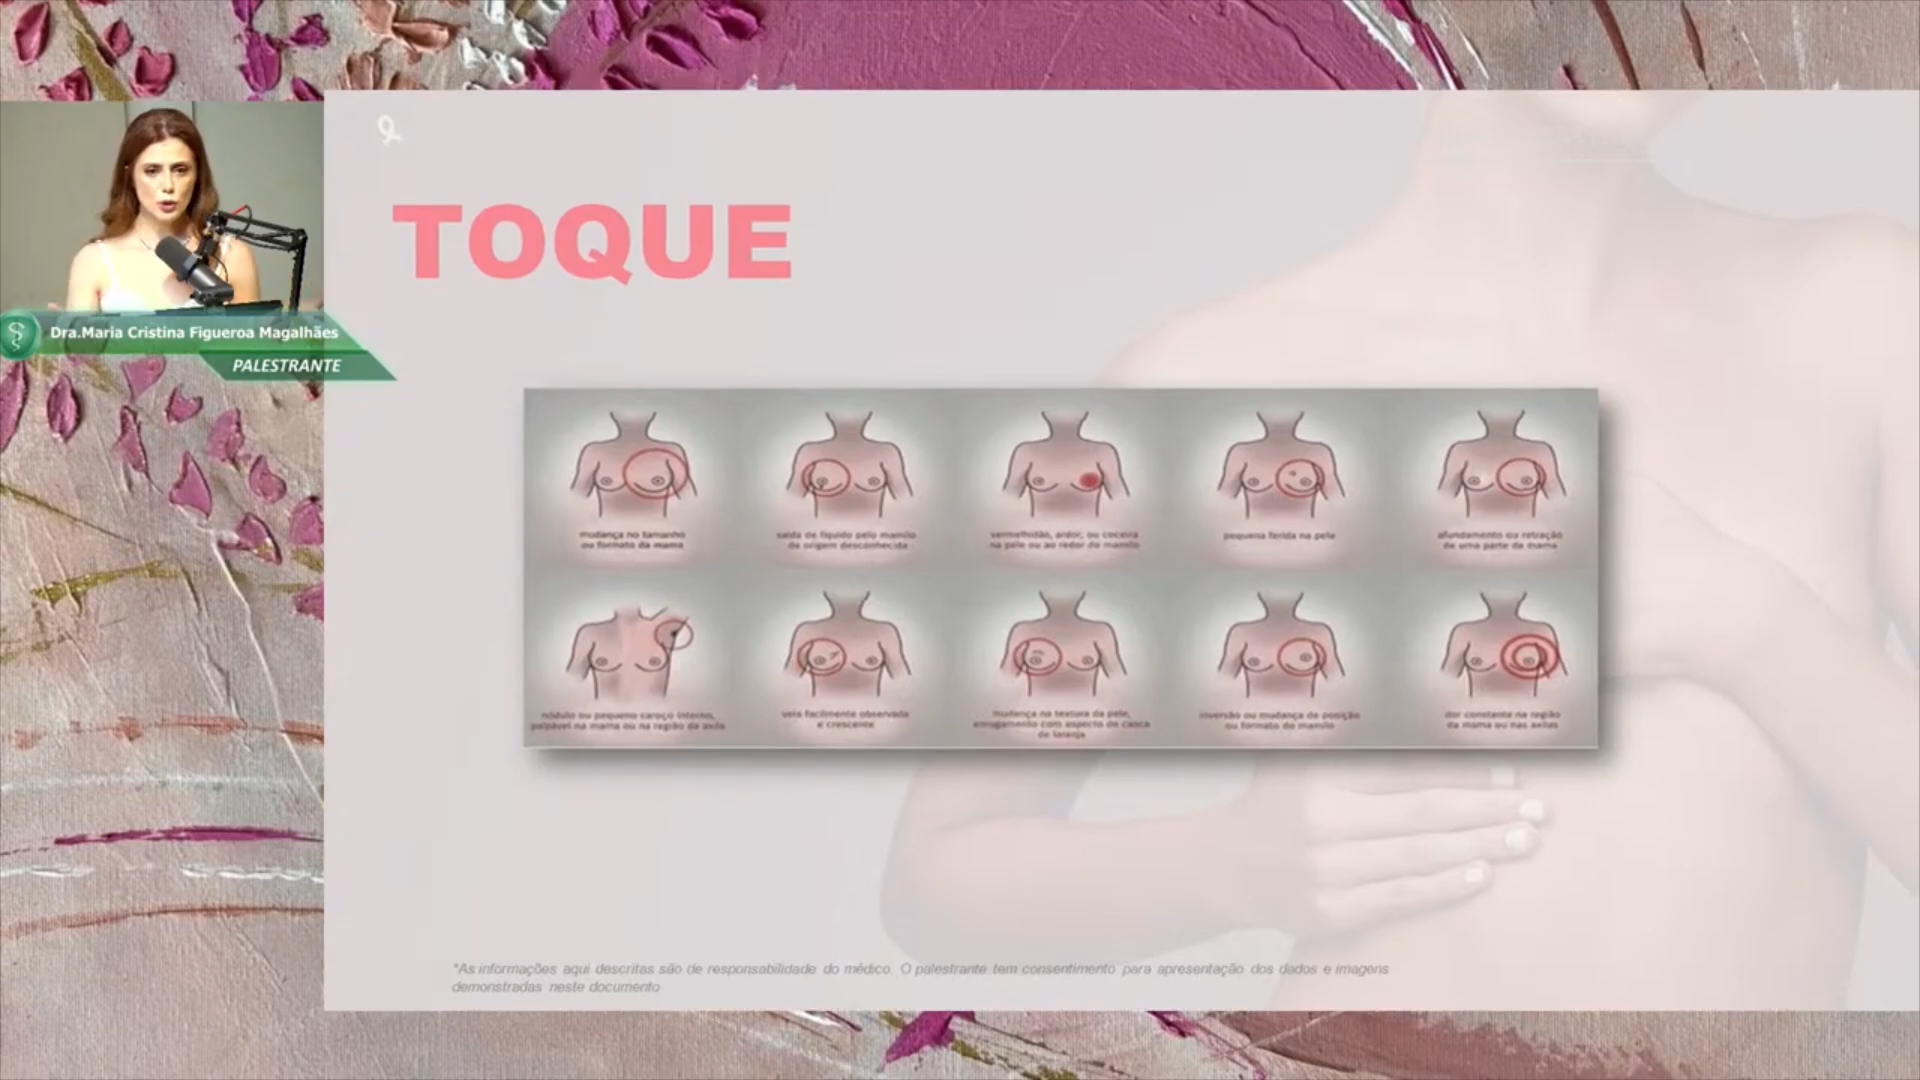 TOQUE
Dra.Maria Cristina Figueroa Magalhães
PALESTRANTE
mudança no tamanho
ou formato da mama
saída de líquido pelo mamilo
de origem desconhecida
vermelhidão, ardor, ou coceira
na pele ou ao redor do mamilo
pequena ferida na pele
afundamento ou retração
de uma parte da mama
nódulo ou pequeno caroço interno,
palpável na mama ou na região da axila
veia facilmente observada
e crescente
mudança na textura da pele,
enrugamento com aspecto de casca
de laranja
inversão ou mudança de posição
ou formato do mamilo
dor constante na região
da mama ou nas axilas
*As informações aqui descritas são de responsabilidade do médico. O palestrante tem consentimento para apresentação dos dados e imagens
demonstradas neste documento